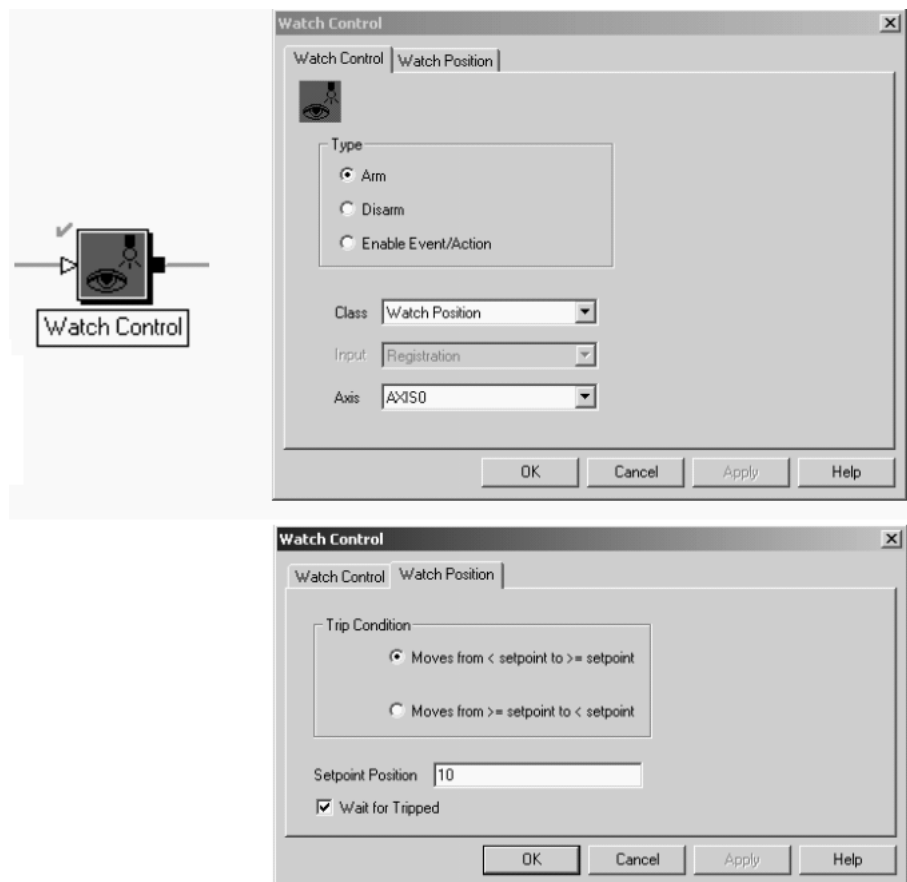 Watch Control
Watch Control
Watch Control Watch Position
Type
Arm
Disarm
Enable Event/Action
Class Watch Position
Input Registration
Axis AXIS0
OK Cancel Apply Help
Watch Control
Watch Control Watch Position
Trip Condition
Moves from < setpoint to >= setpoint
Moves from >= setpoint to < setpoint
Setpoint Position 10
Wait for Tripped
OK Cancel Apply Help